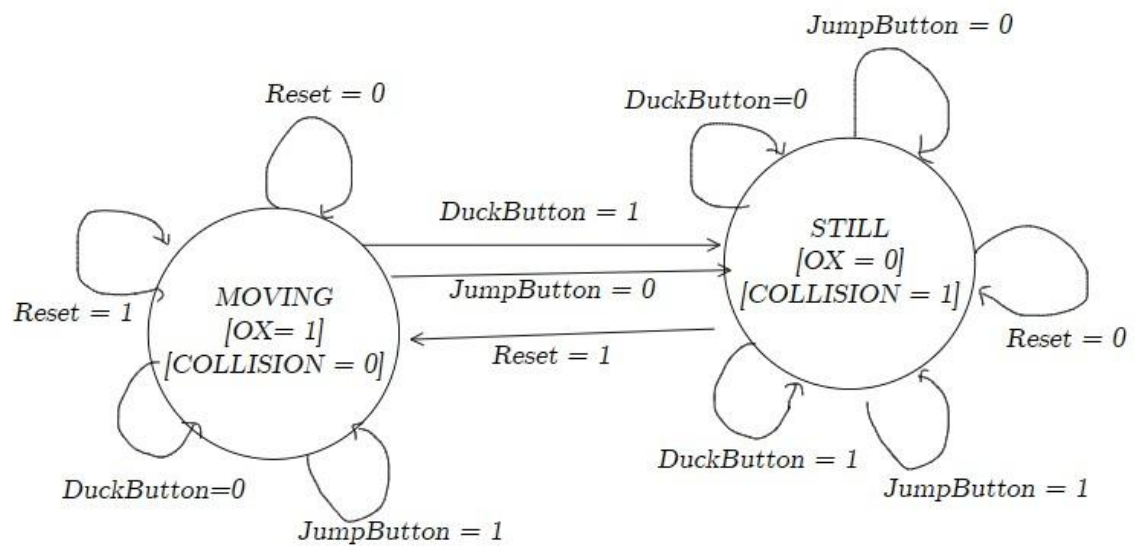 JumpButton = 0
Reset = 0
DuckButton=0
DuckButton = 1
STILL
[OX = 0]
[COLLISION = 1]
JumpButton = 0
MOVING
[OX= 1]
[COLLISION = 0]
Reset = 1
Reset = 1
Reset = 0
DuckButton=0
JumpButton = 1
DuckButton = 1
JumpButton = 1